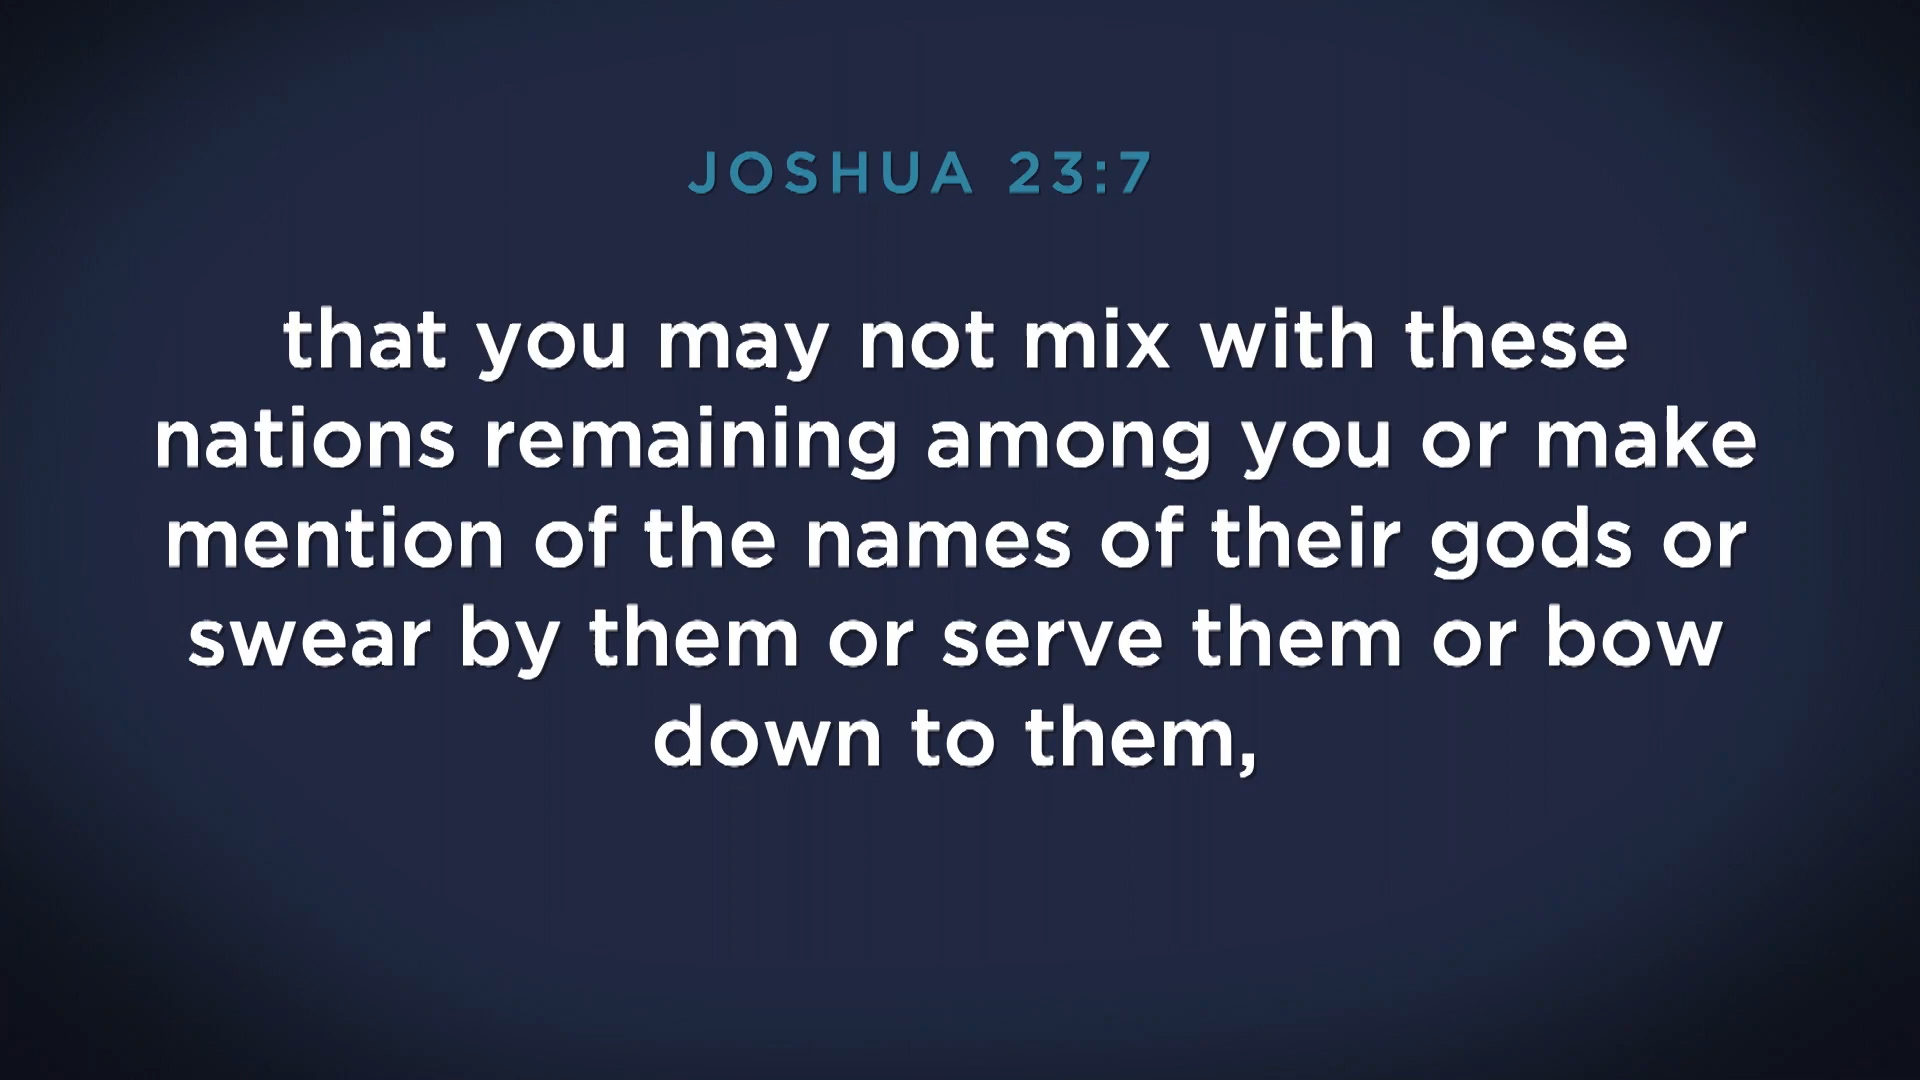 JOSHUA 23:7
that you may not mix with these
nations remaining among you or make
mention of the names of their gods or
swear by them or serve them or bow
down to them,